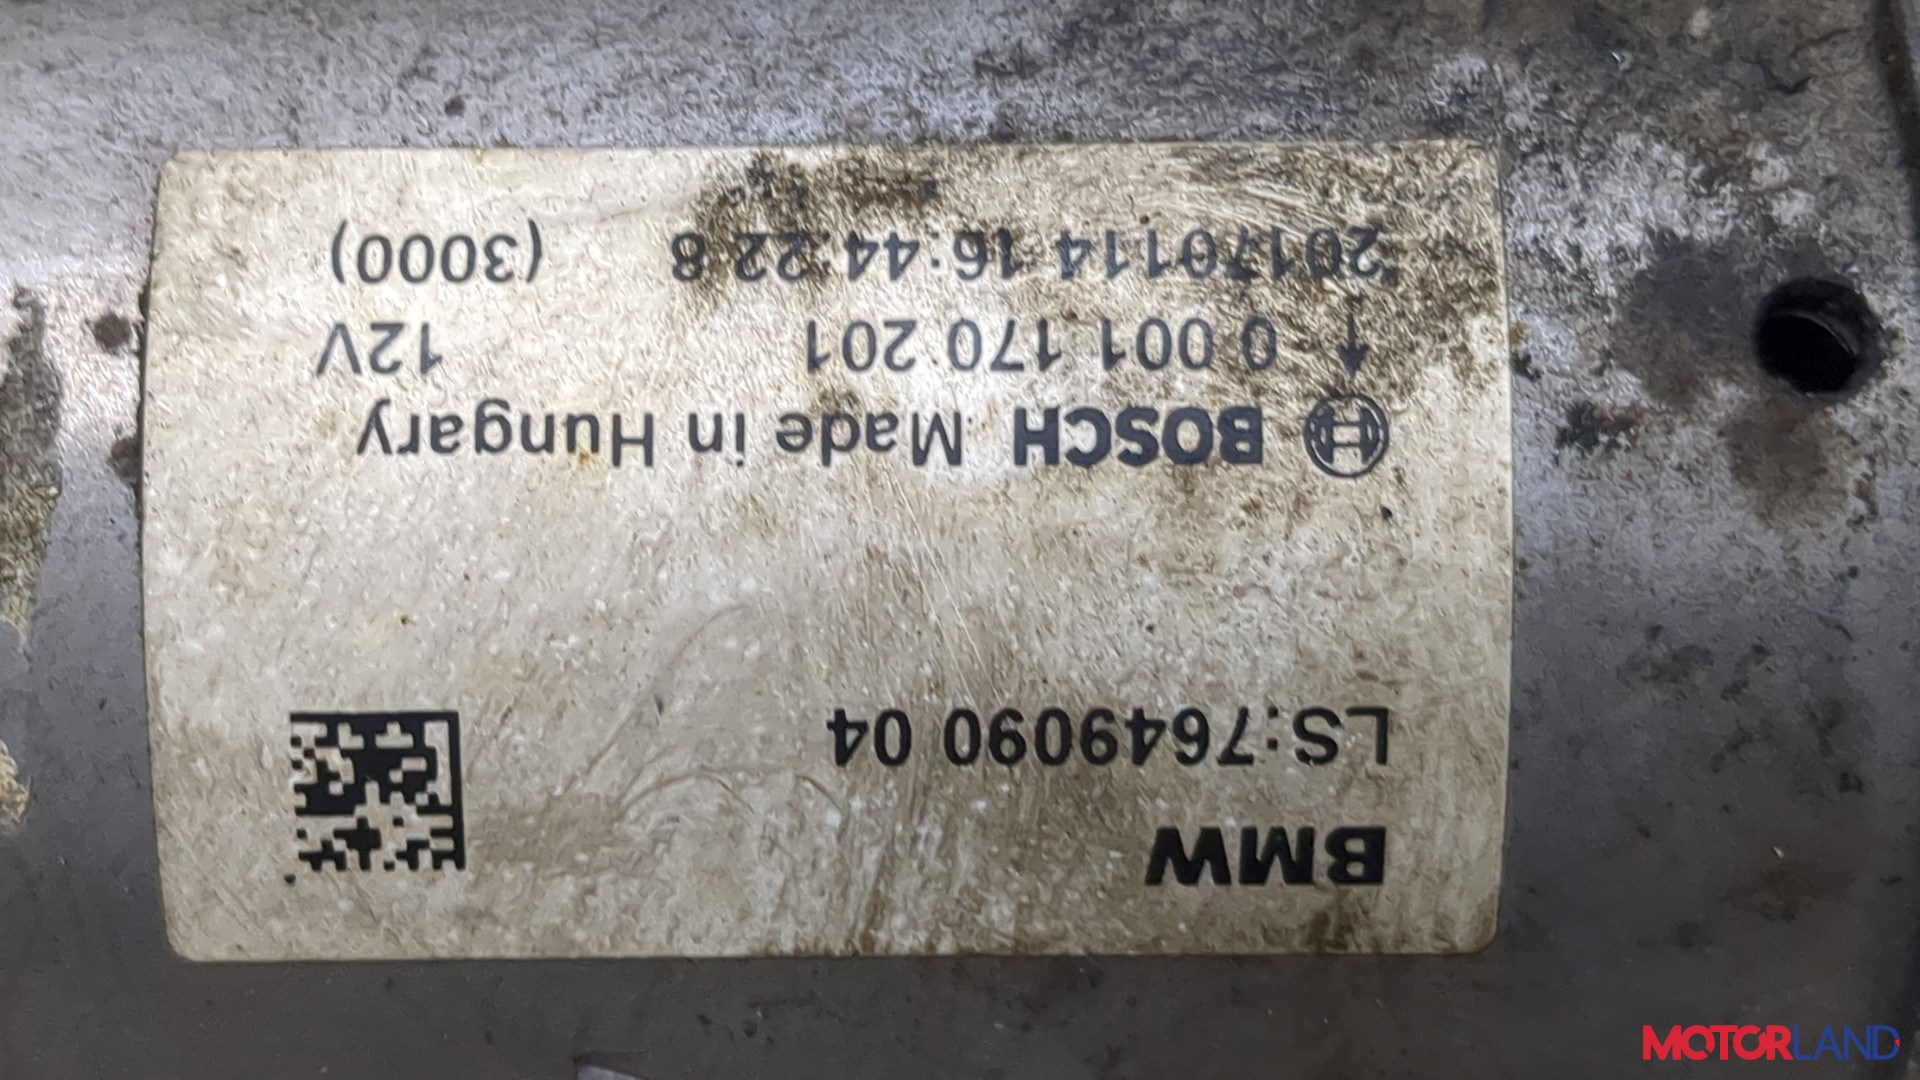 BMW
LS:7649090 04
BOSCH Made in Hungary
↑ 0 001 170 201 12V
20170114 16:44:22 8 (3000)
MOTORLAND